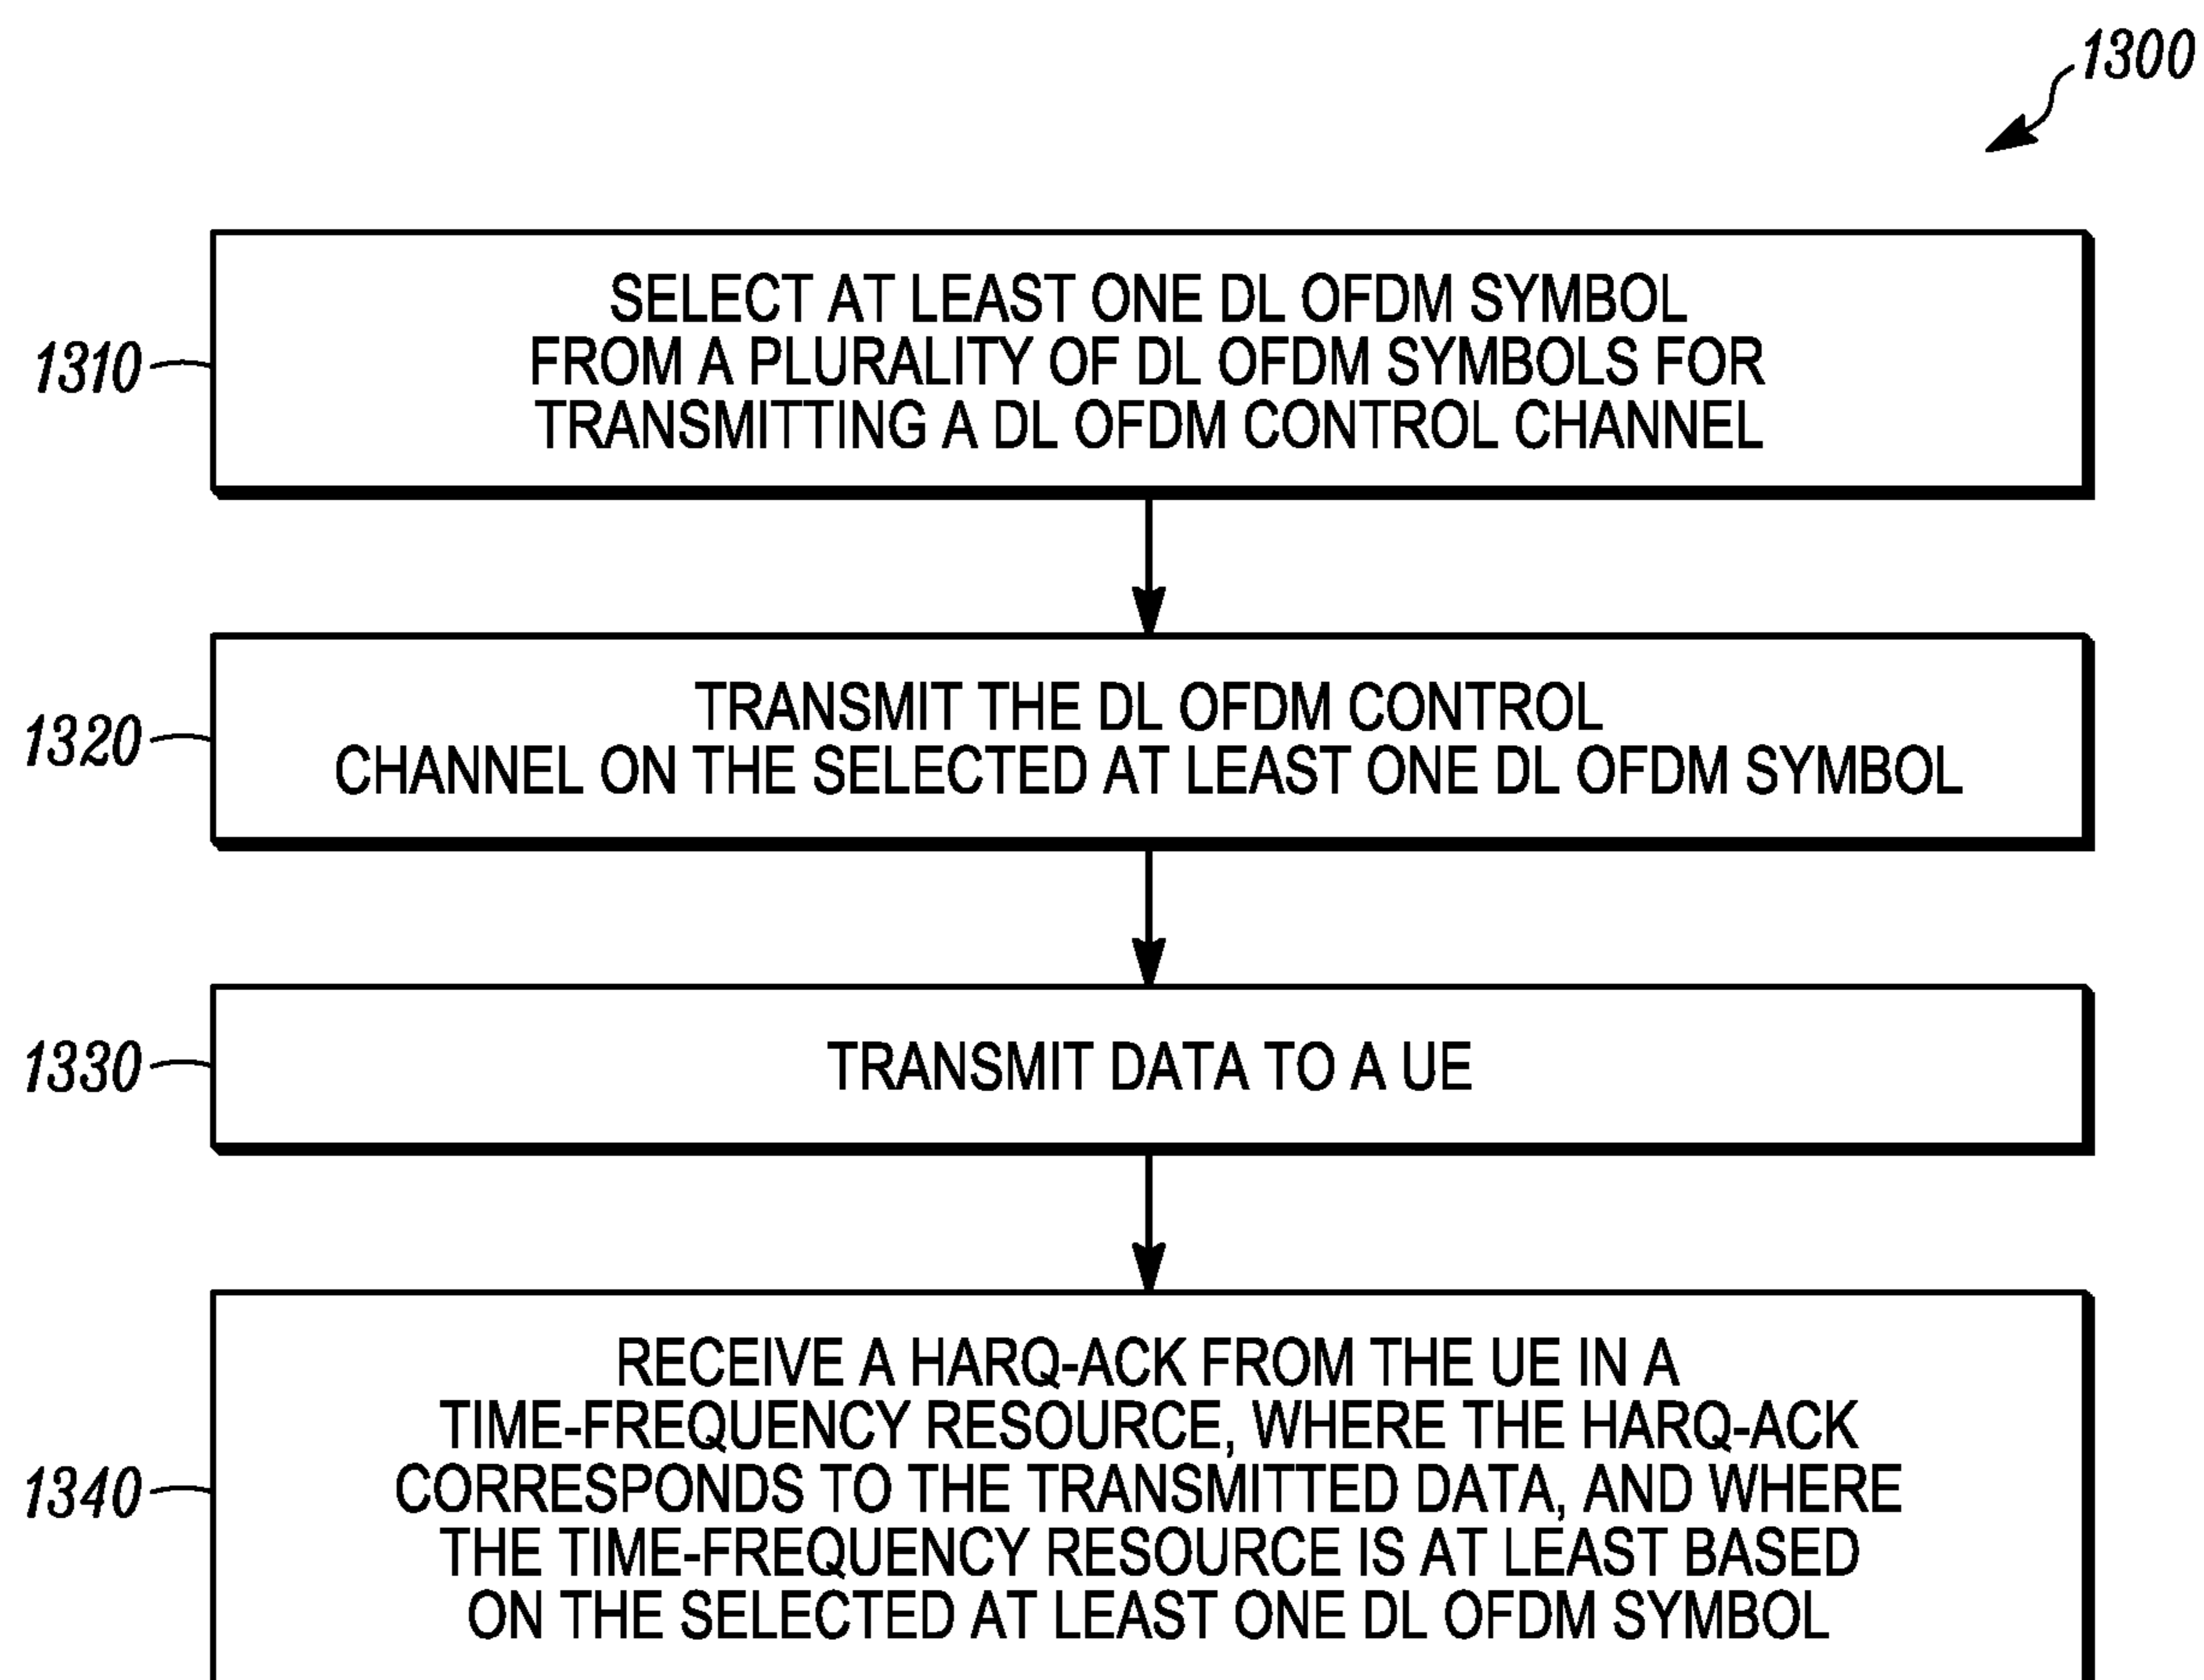 1300
1310
SELECT AT LEAST ONE DL OFDM SYMBOL
FROM A PLURALITY OF DL OFDM SYMBOLS FOR
TRANSMITTING A DL OFDM CONTROL CHANNEL
1320
TRANSMIT THE DL OFDM CONTROL
CHANNEL ON THE SELECTED AT LEAST ONE DL OFDM SYMBOL
1330
TRANSMIT DATA TO A UE
1340
RECEIVE A HARQ-ACK FROM THE UE IN A
TIME-FREQUENCY RESOURCE, WHERE THE HARQ-ACK
CORRESPONDS TO THE TRANSMITTED DATA, AND WHERE
THE TIME-FREQUENCY RESOURCE IS AT LEAST BASED
ON THE SELECTED AT LEAST ONE DL OFDM SYMBOL